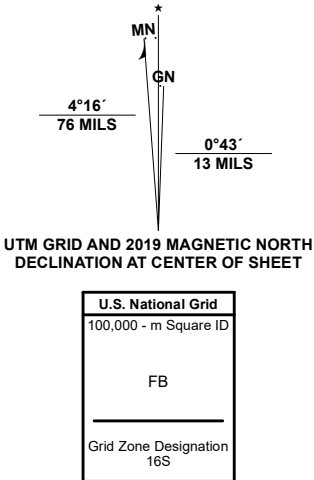 MN
GN
4°16´
76 MILS
0°43´
13 MILS
UTM GRID AND 2019 MAGNETIC NORTH
DECLINATION AT CENTER OF SHEET
U.S. National Grid
100,000 - m Square ID
FB
Grid Zone Designation
16S